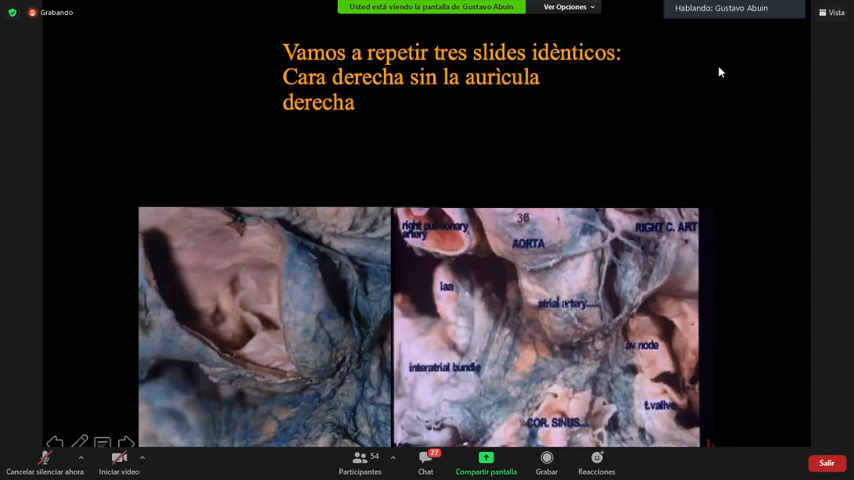 Grabando
Usted está viendo la pantalla de Gustavo Abuin
Ver Opciones
Hablando: Gustavo Abuin
Vista
Vamos a repetir tres slides idènticos:
Cara derecha sin la aurìcula
derecha
right pulmonary
artery
36
AORTA
RIGHT C. ART
laa
atrial artery.....
av node
interatrial bundle
t.vallve
COR. SINUS....
Cancelar silenciar ahora
Iniciar video
54
Participantes
27
Chat
Compartir pantalla
Grabar
Reacciones
Salir